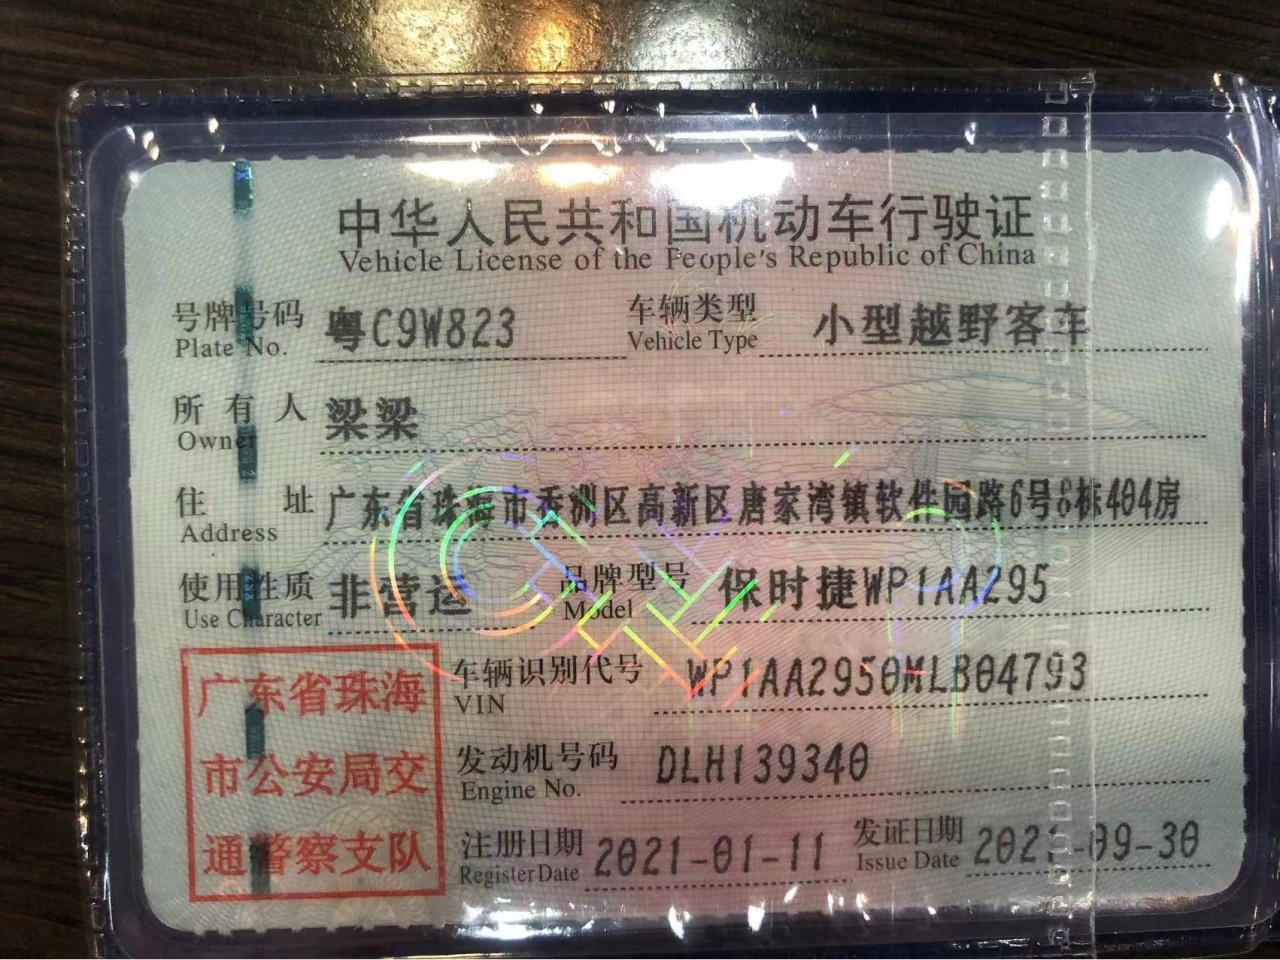 中华人民共和国机动车行驶证
Vehicle License of the People's Republic of China
号牌号码 粤C9W823 车辆类型 小型越野客车
Plate No. Vehicle Type
所有人 梁梁
Owner
住址 广东省珠海市香洲区高新区唐家湾镇软件园路6号8栋404房
Address
使用性质 非营运 品牌型号 保时捷WP1AA295
Use Character Model
车辆识别代号 WP1AA2950MLB04793
VIN
发动机号码 DLH139340
Engine No.
注册日期 2021-01-11 发证日期 2021-09-30
Register Date Issue Date
广东省珠海
市公安局交
通警察支队